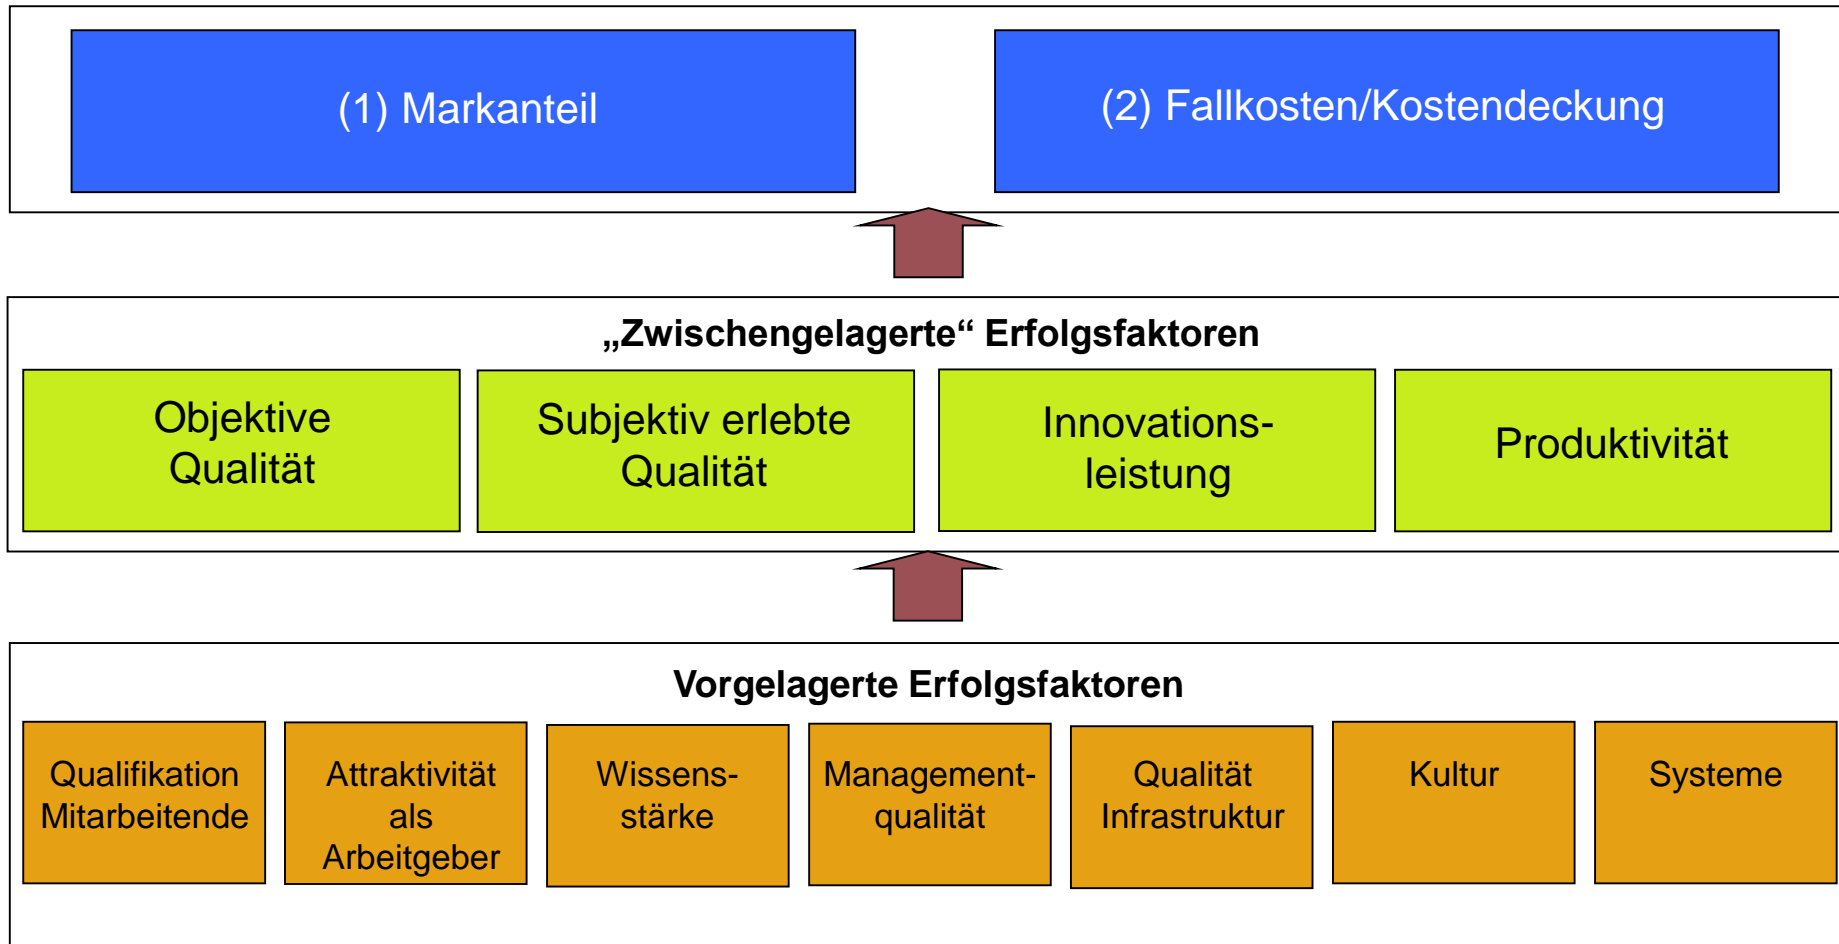 (1) Markanteil
(2) Fallkosten/Kostendeckung
„Zwischengelagerte“ Erfolgsfaktoren
Objektive
Qualität
Subjektiv erlebte
Qualität
Innovations-
leistung
Produktivität
Vorgelagerte Erfolgsfaktoren
Qualifikation
Mitarbeitende
Attraktivität
als
Arbeitgeber
Wissens-
stärke
Management-
qualität
Qualität
Infrastruktur
Kultur
Systeme